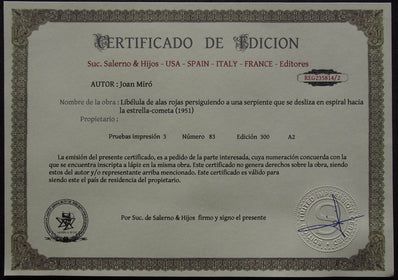 CERTIFICADO DE EDICION
Suc. Salerno & Hijos - USA - SPAIN - ITALY - FRANCE - Editores
REG235814/2
AUTOR : Joan Miró
Nombre de la obra : Libélula de alas rojas persiguiendo a una serpiente que se desliza en espiral hacia
la estrella-cometa (1951)
Propietario :
Pruebas impresión 3 Número 83 Edición 300 A2
La emisión del presente certificado, es a pedido de la parte interesada, cuya numeración concuerda con la que
se encuentra inscripta a lápiz en la misma obra. Este certificado no genera derechos sobre la obra, siendo
estos del autor y/o representante arriba mencionado. Este certificado es válido para
siendo este el país de residencia del propietario.
Por Suc. de Salerno & Hijos firmo y signo el presente